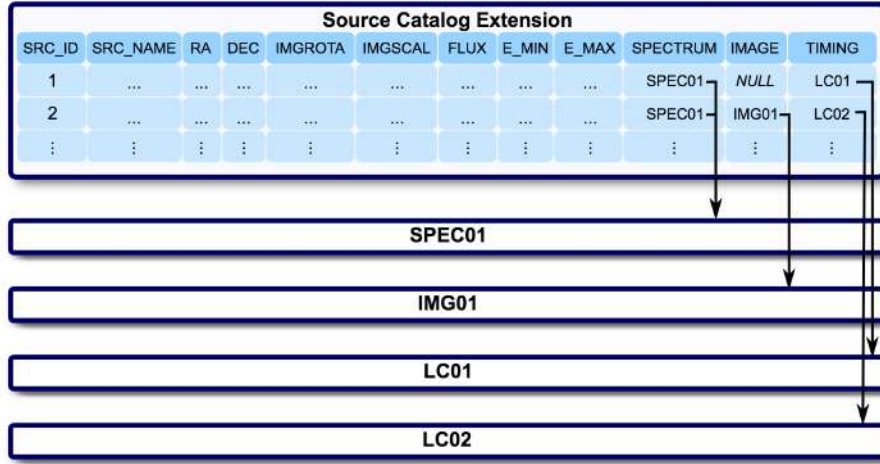 Source Catalog Extension
SRC_ID SRC_NAME RA DEC IMGROTA IMGSCAL FLUX E_MIN E_MAX SPECTRUM IMAGE TIMING
1 ... ... ... ... ... ... ... ... SPEC01 NULL LC01
2 ... ... ... ... ... ... ... ... SPEC01 IMG01 LC02
⋮ ⋮ ⋮ ⋮ ⋮ ⋮ ⋮ ⋮ ⋮ ⋮ ⋮ ⋮
SPEC01
IMG01
LC01
LC02